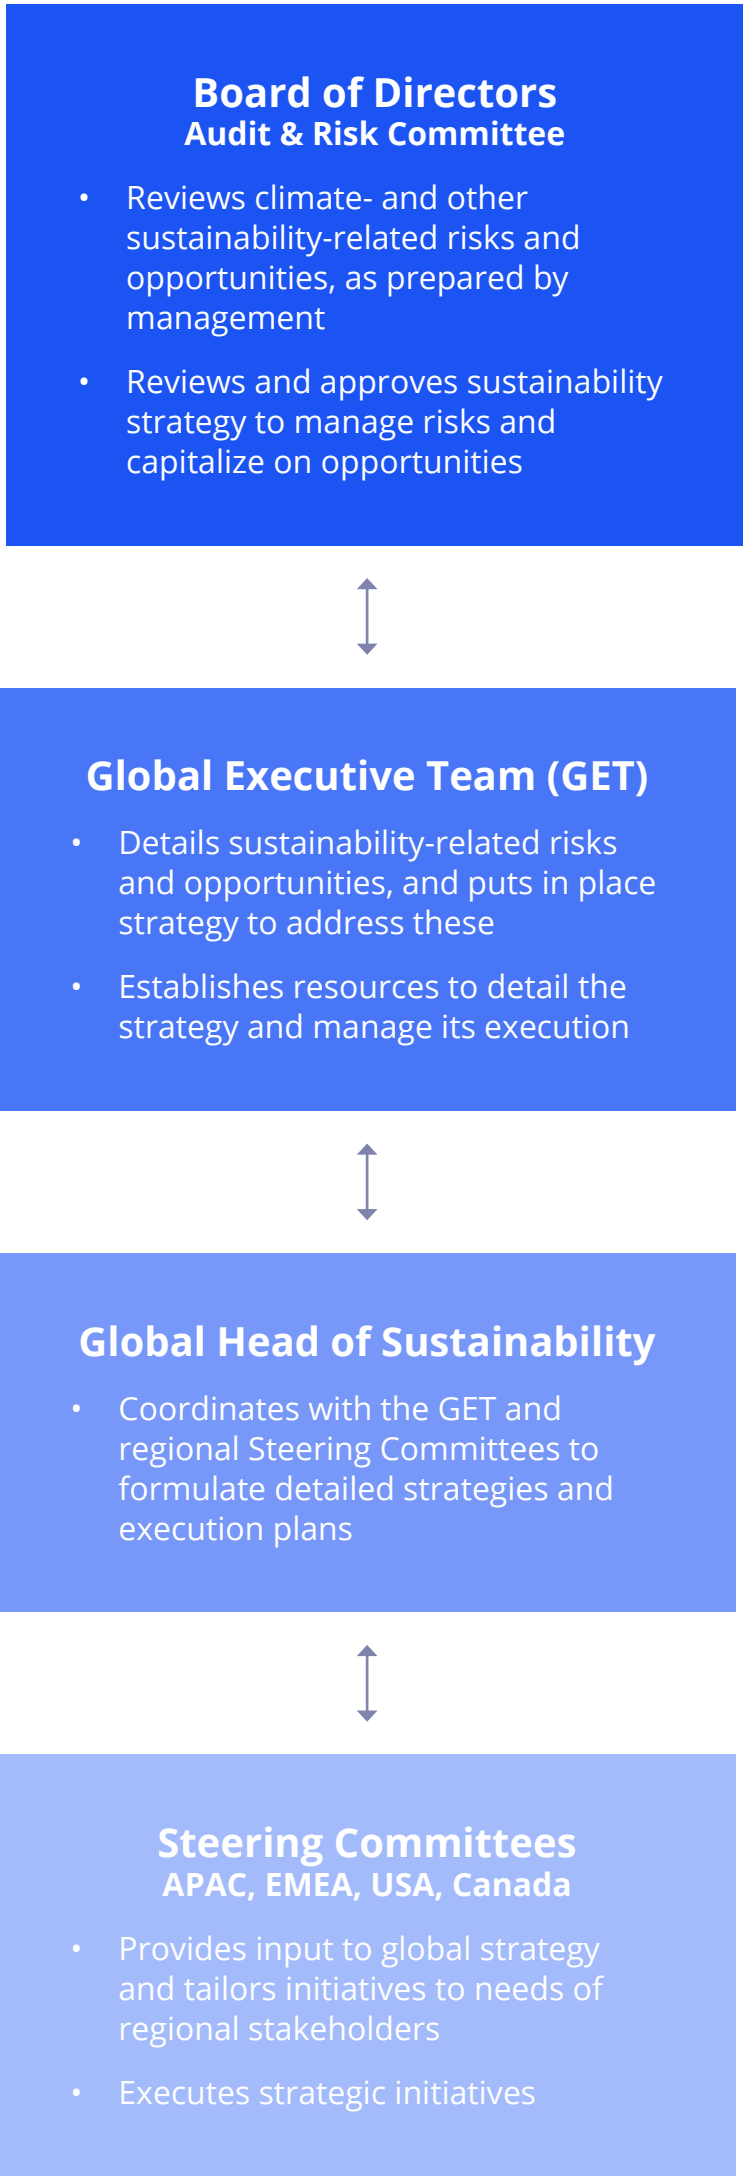 Board of Directors
Audit & Risk Committee
• Reviews climate- and other
sustainability-related risks and
opportunities, as prepared by
management
• Reviews and approves sustainability
strategy to manage risks and
capitalize on opportunities
Global Executive Team (GET)
• Details sustainability-related risks
and opportunities, and puts in place
strategy to address these
• Establishes resources to detail the
strategy and manage its execution
Global Head of Sustainability
• Coordinates with the GET and
regional Steering Committees to
formulate detailed strategies and
execution plans
Steering Committees
APAC, EMEA, USA, Canada
• Provides input to global strategy
and tailors initiatives to needs of
regional stakeholders
• Executes strategic initiatives